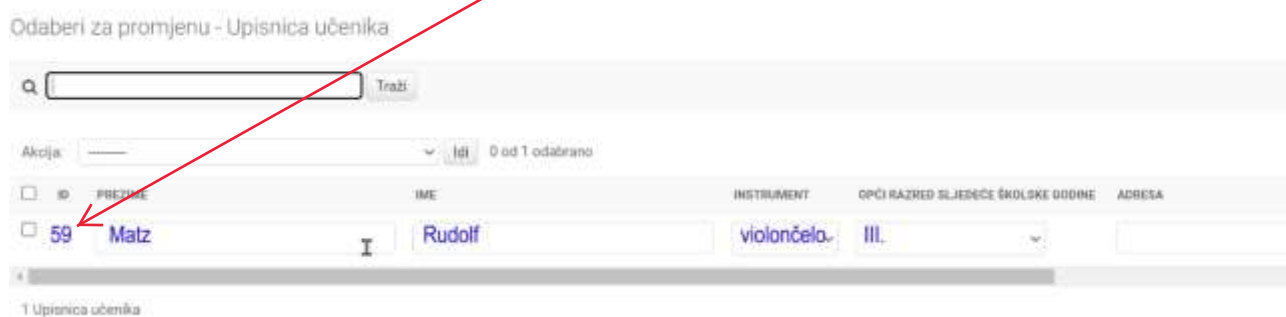 Odaberi za promjenu - Upisnica učenika
Traži
Akcija: -------- Idi 0 od 1 odabrano
ID PREZIME IME INSTRUMENT OPĆI RAZRED SLJEDEĆE ŠKOLSKE GODINE ADRESA
59 Matz Rudolf violončelo III.
1 Upisnica učenika